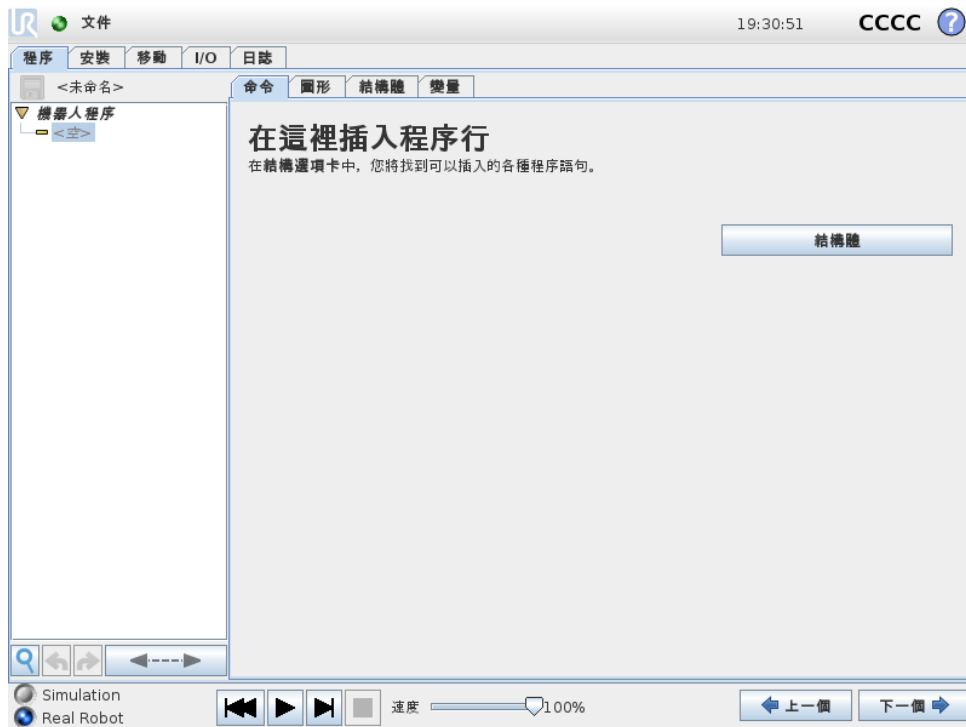 UR 文件 19:30:51 CCCC ?
程序 安裝 移動 I/O 日誌
<未命名> 命令 圖形 結構體 變量
機器人程序
<空>
在這裡插入程序行
在結構選項卡中, 您將找到可以插入的各種程序語句。
結構體
Simulation
Real Robot
速度 100%
上一個 下一個